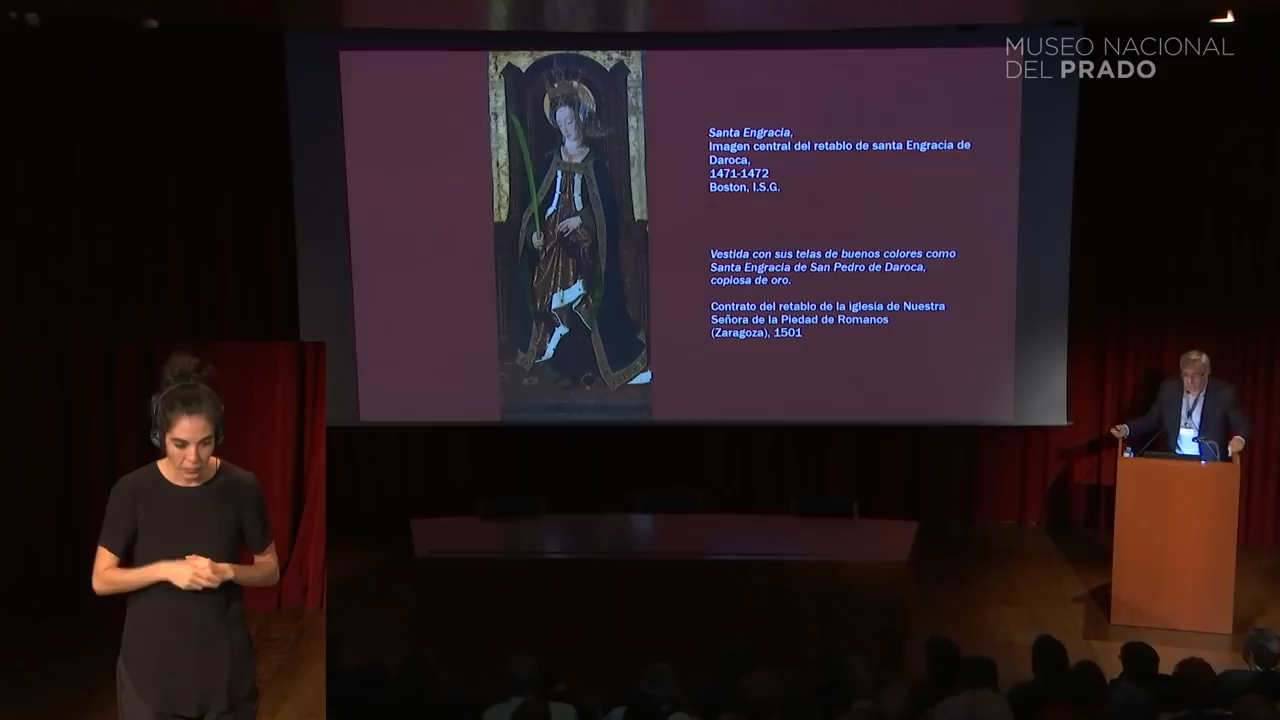 MUSEO NACIONAL
DEL PRADO
Santa Engracia,
Imagen central del retablo de santa Engracia de
Daroca,
1471-1472
Boston, I.S.G.
Vestida con sus telas de buenos colores como
Santa Engracia de San Pedro de Daroca,
copiosa de oro.
Contrato del retablo de la iglesia de Nuestra
Señora de la Piedad de Romanos
(Zaragoza), 1501